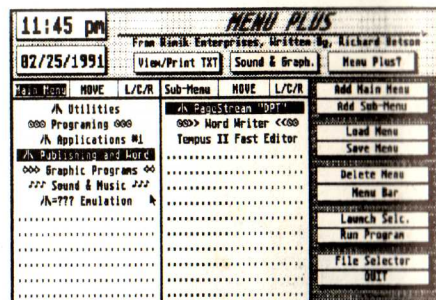 11:45 pm
MENU PLUS
From Rimik Enterprises, Written By, Richard Betson
02/25/1991
View/Print TXT
Sound & Graph.
Menu Plus?
Main Menu MOVE L/C/R
Sub-Menu MOVE L/C/R
Utilities
Programing
Applications #1
Publishing and Word
Graphic Programs
Sound & Music
=??? Emulation
PageStream "DPT"
Word Writer
Tempus II Fast Editor
Add Main Menu
Add Sub-Menu
Load Menu
Save Menu
Delete Menu
Menu Bar
Launch Selc.
Run Program
File Selector
QUIT